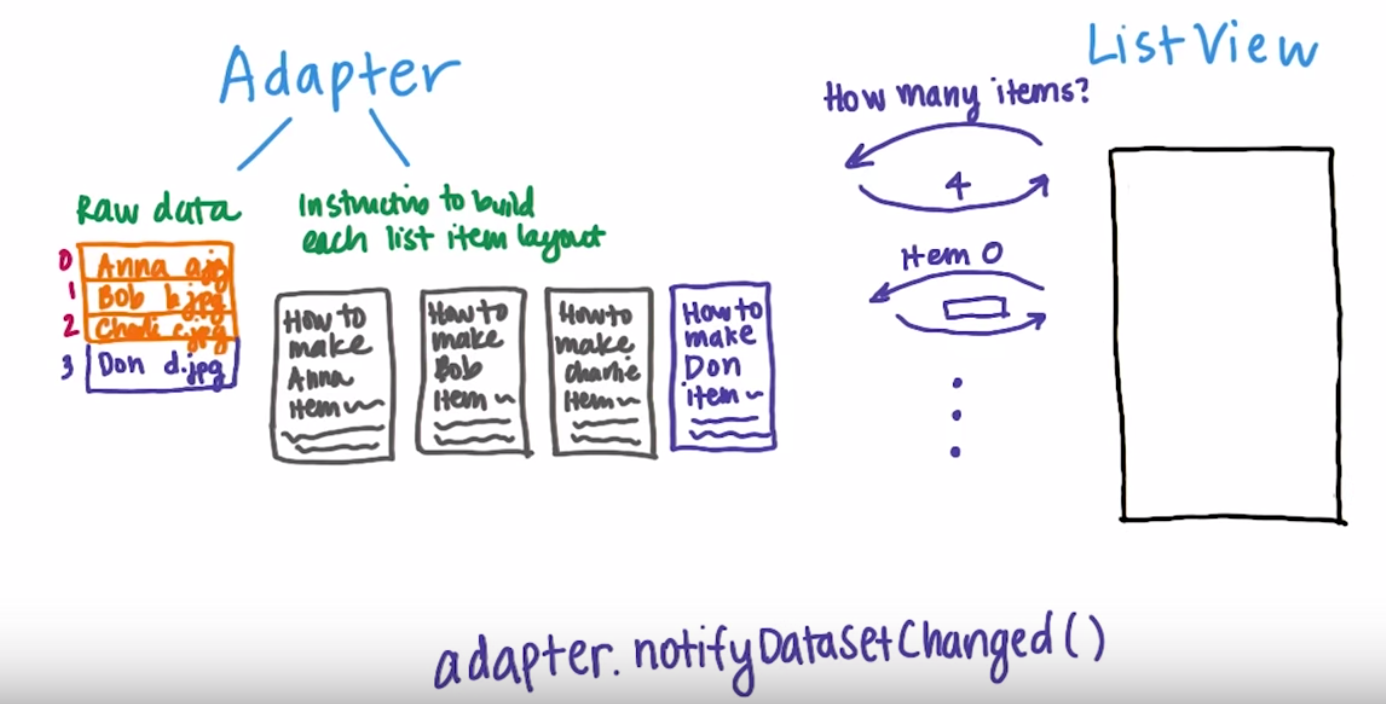 Adapter
ListView
How many items?
4
Item 0
Raw data
Instructins to build
each list item layout
0 Anna a.jpg
1 Bob b.jpg
2 Charli c.jpg
3 Don d.jpg
How to
make
Anna
Item
How to
make
Bob
Item
How to
make
Charlie
Item
How to
make
Don
item
adapter.notifyDatasetChanged()